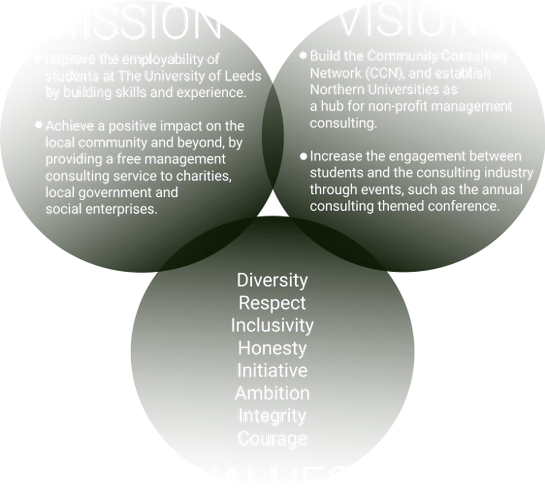 MISSION
Improve the employability of
students at The University of Leeds
by building skills and experience.
Achieve a positive impact on the
local community and beyond, by
providing a free management
consulting service to charities,
local government and
social enterprises.
VISION
Build the Community Consulting
Network (CCN), and establish
Northern Universities as
a hub for non-profit management
consulting.
Increase the engagement between
students and the consulting industry
through events, such as the annual
consulting themed conference.
Diversity
Respect
Inclusivity
Honesty
Initiative
Ambition
Integrity
Courage
VALUES